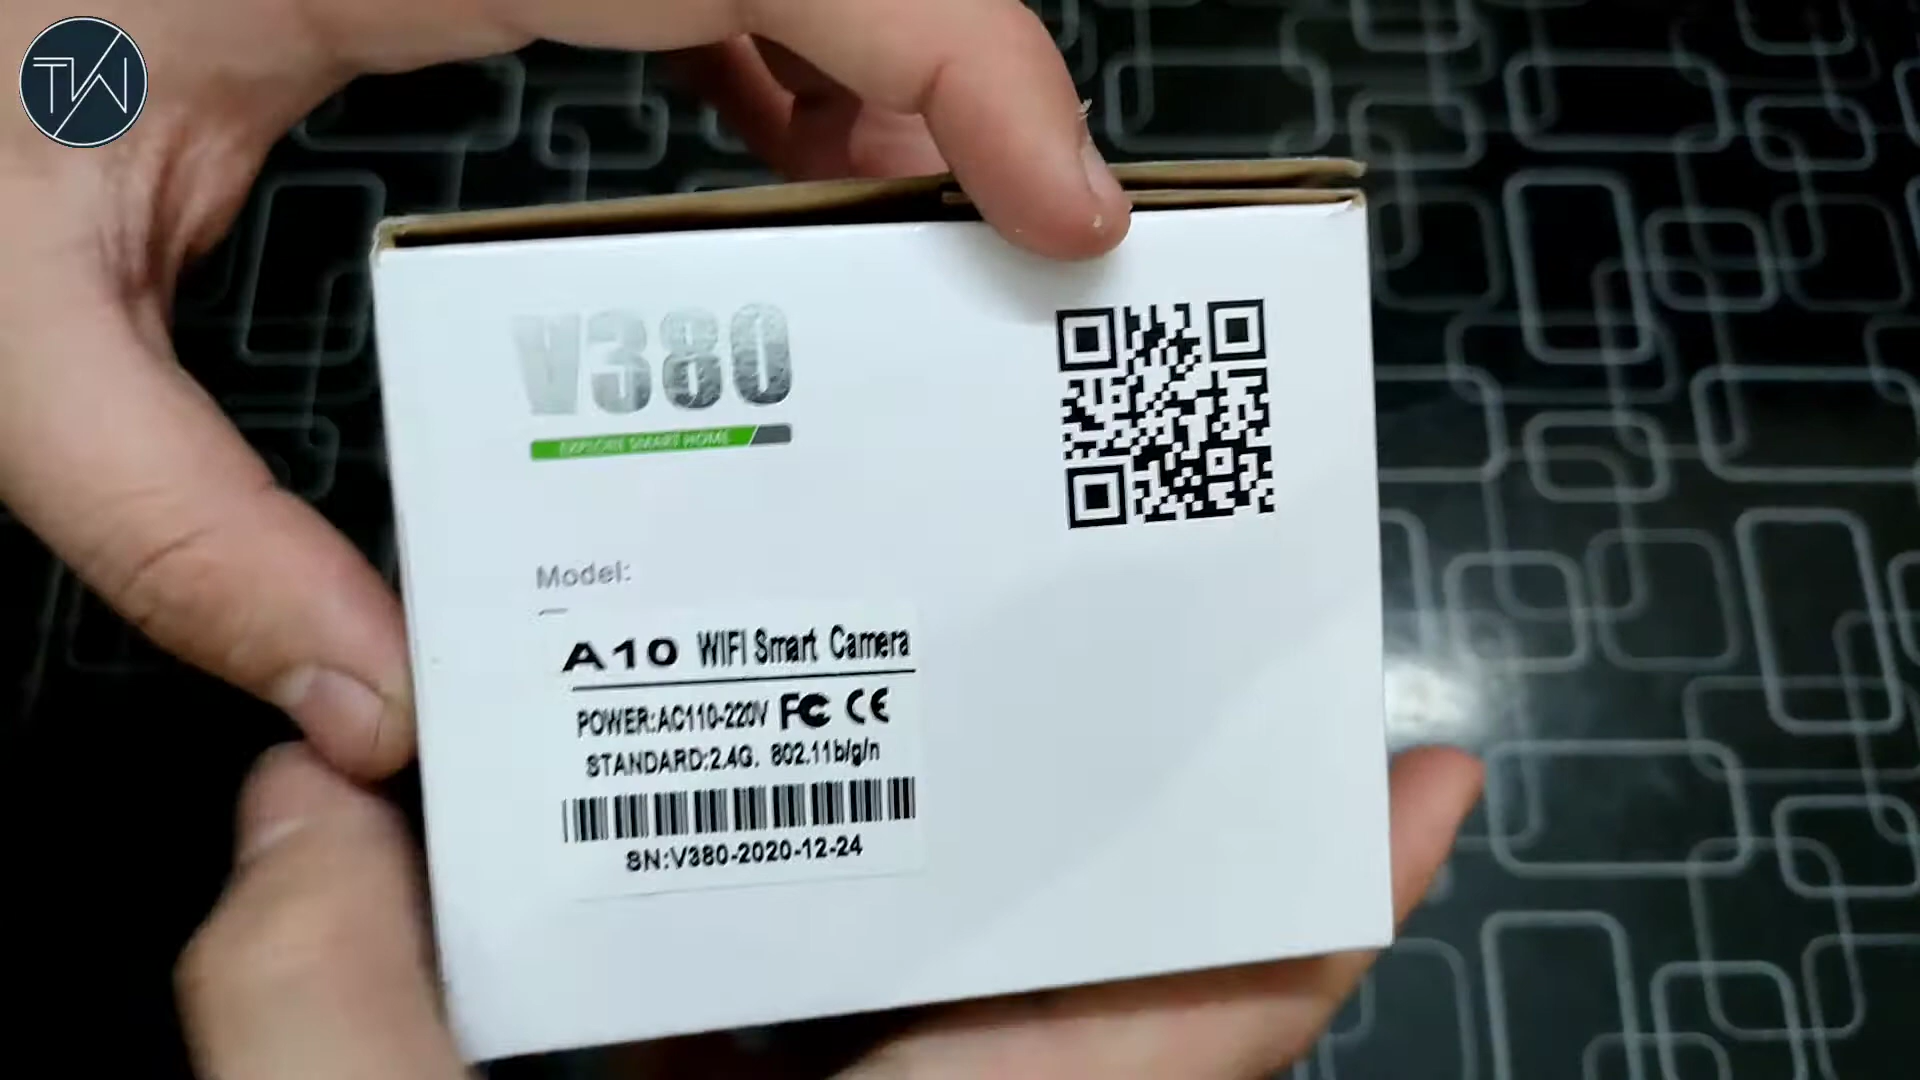 TW
V380
EXPLORE SMART HOME
Model:
A10 WIFI Smart Camera
POWER:AC110-220V FC CE
STANDARD:2.4G, 802.11b/g/n
SN:V380-2020-12-24